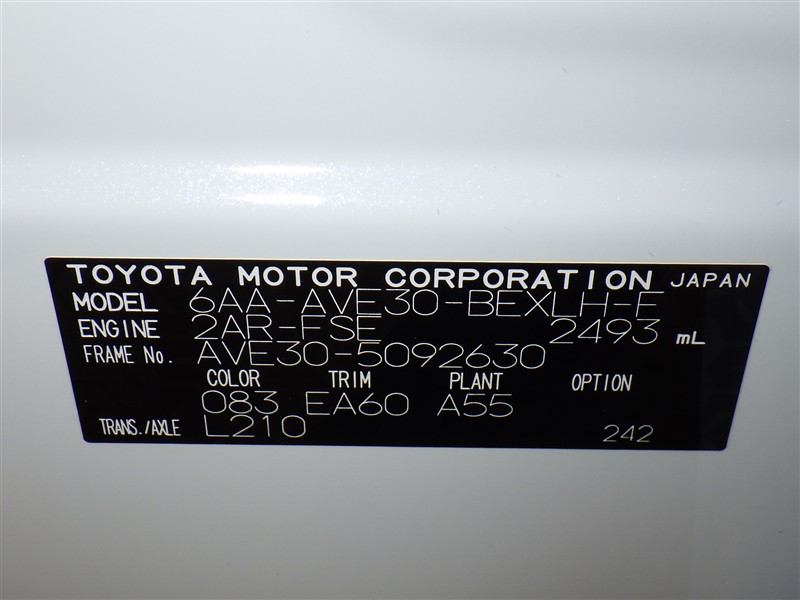 TOYOTA MOTOR CORPORATION JAPAN
MODEL 6AA-AVE30-BEXLH-F
ENGINE 2AR-FSE 2493 mL
FRAME No. AVE30-5092630
COLOR TRIM PLANT OPTION
083 EA60 A55
TRANS./AXLE L210 242